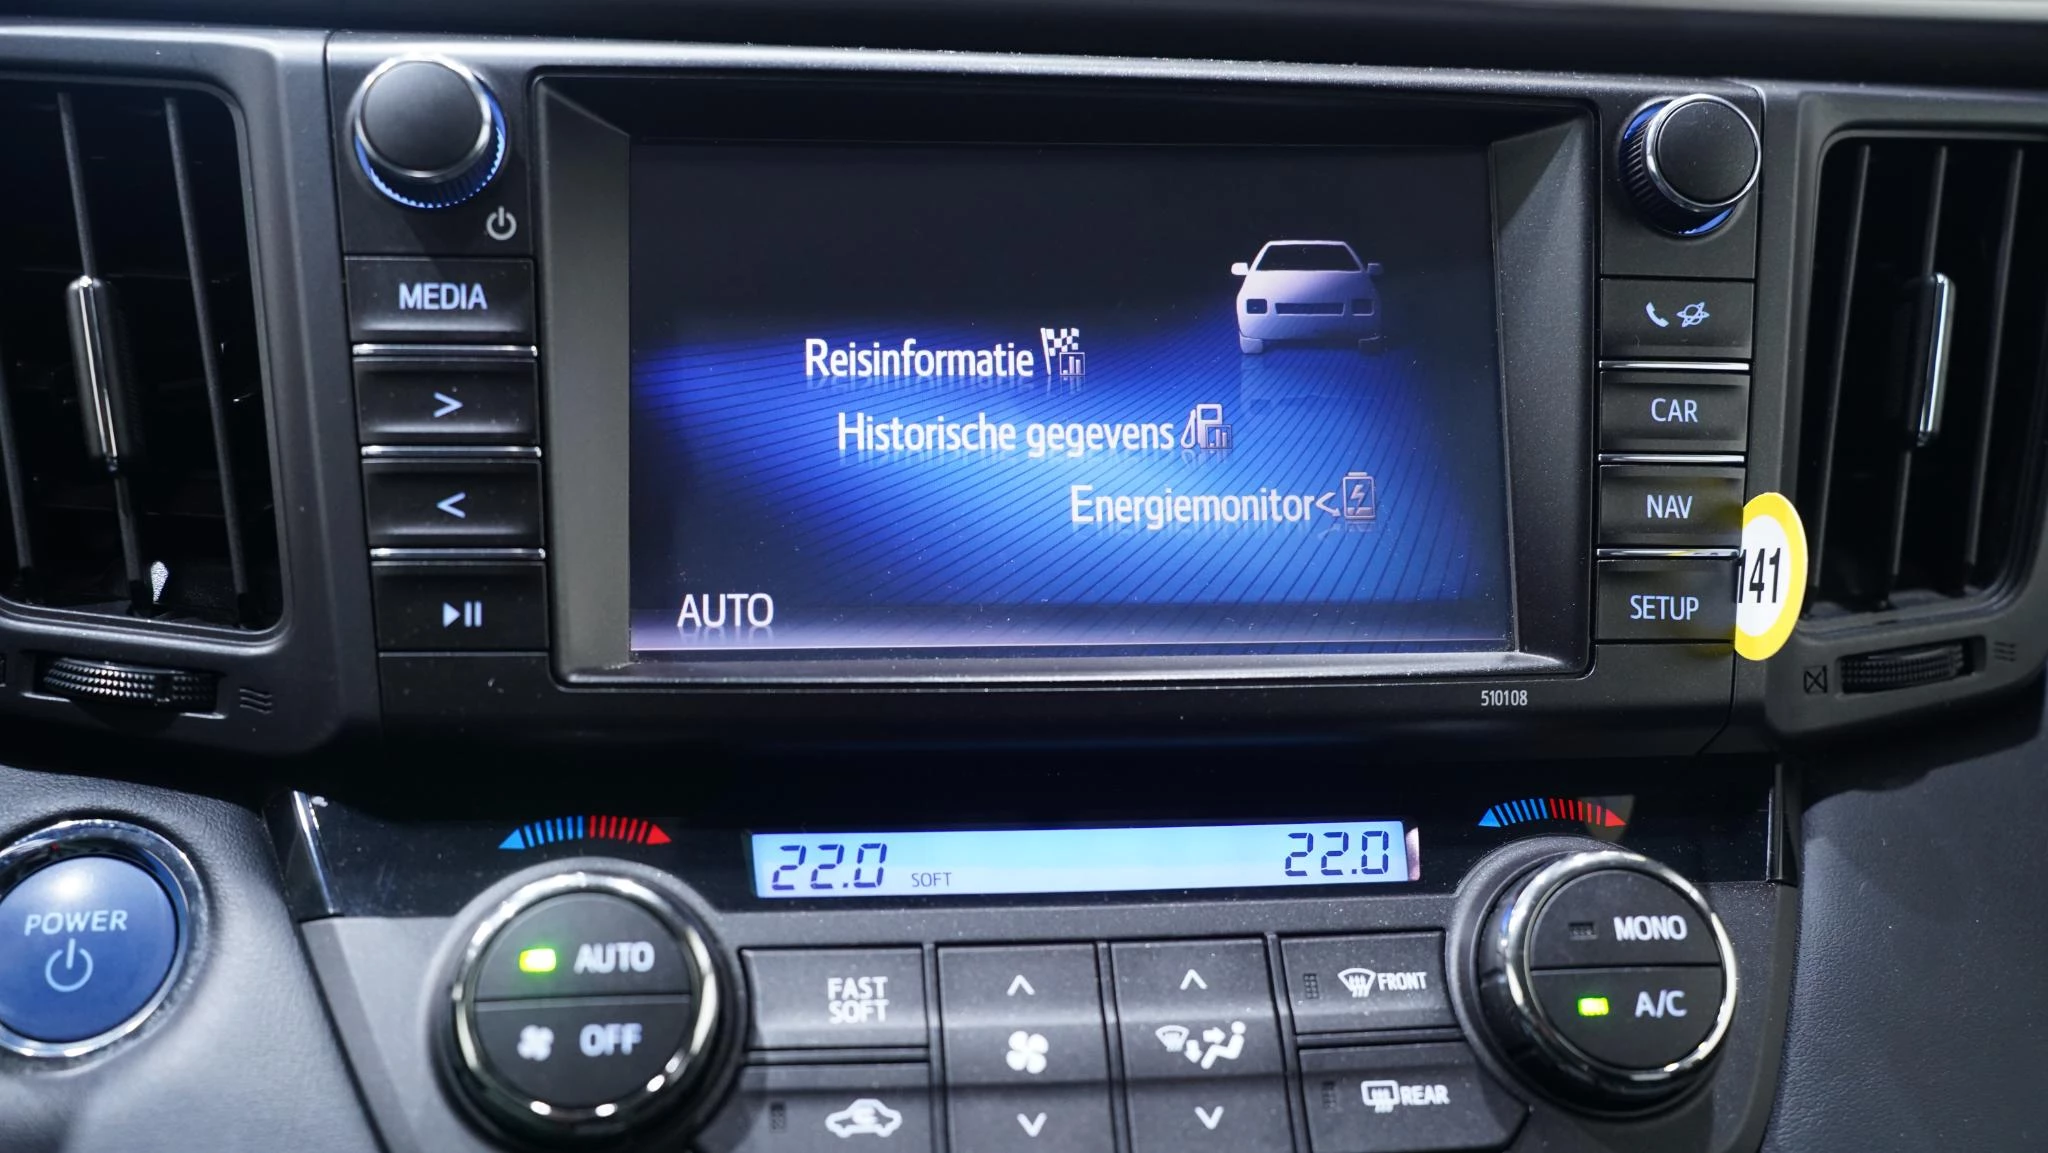 MEDIA
>
<
Reisinformatie
Historische gegevens
Energiemonitor
AUTO
CAR
NAV
SETUP
141
510108
22.0 SOFT 22.0
POWER
AUTO
OFF
FAST
SOFT
FRONT
REAR
MONO
A/C